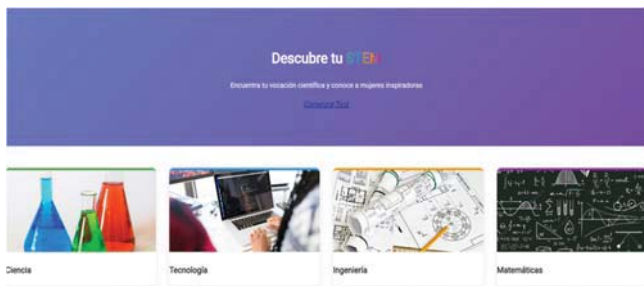 Descubre tu STEM
Encuentra tu vocación científica y conoce a mujeres inspiradoras
Comenzar Test
Ciencia
Tecnología
Ingeniería
Matemáticas